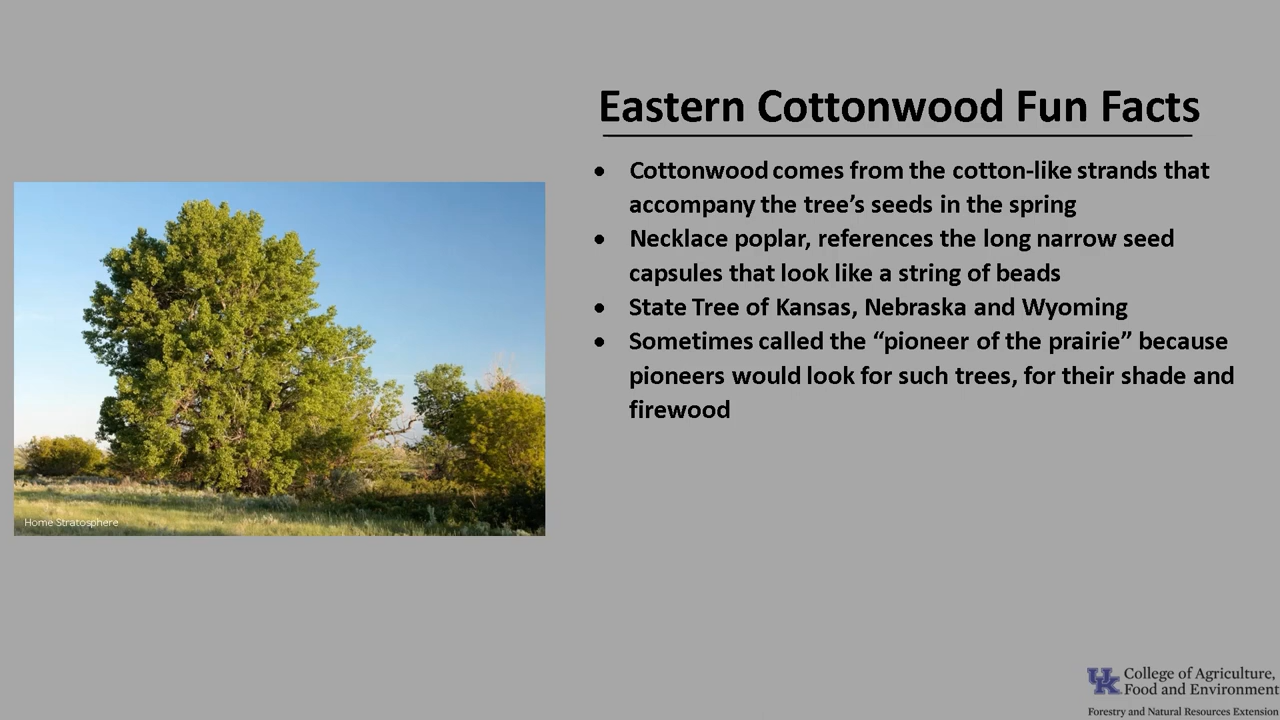 Eastern Cottonwood Fun Facts
• Cottonwood comes from the cotton-like strands that
accompany the tree’s seeds in the spring
• Necklace poplar, references the long narrow seed
capsules that look like a string of beads
• State Tree of Kansas, Nebraska and Wyoming
• Sometimes called the “pioneer of the prairie” because
pioneers would look for such trees, for their shade and
firewood
Home Stratosphere
UK College of Agriculture,
Food and Environment
Forestry and Natural Resources Extension